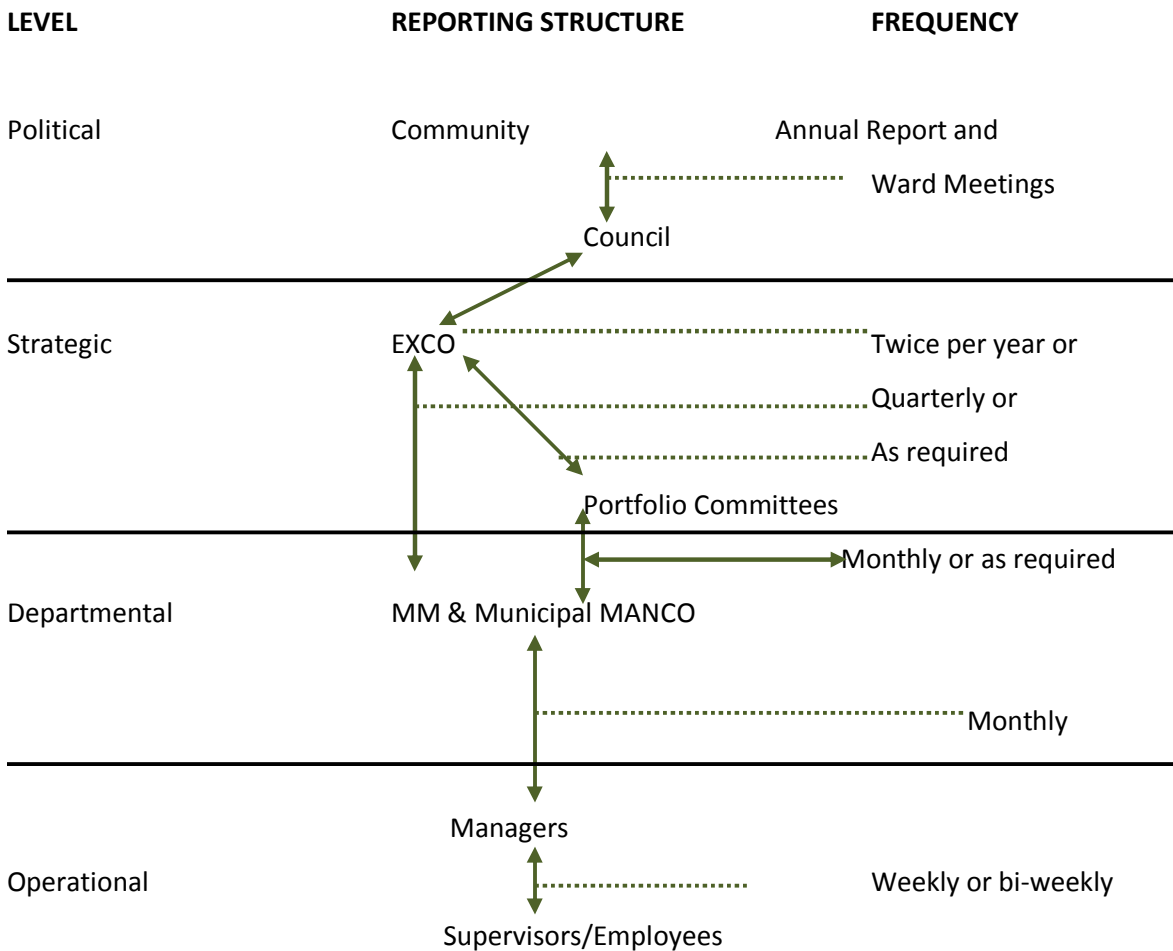 LEVEL REPORTING STRUCTURE FREQUENCY
Political Community Annual Report and
Ward Meetings
Council
Strategic EXCO Twice per year or
Quarterly or
As required
Portfolio Committees
Monthly or as required
Departmental MM & Municipal MANCO
Monthly
Managers
Operational Weekly or bi-weekly
Supervisors/Employees